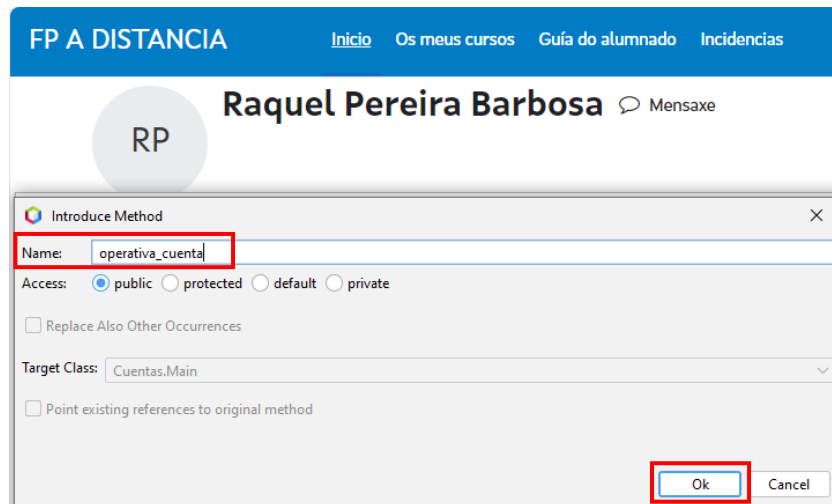 FP A DISTANCIA Inicio Os meus cursos Guía do alumnado Incidencias
Raquel Pereira Barbosa Mensaxe
RP
Introduce Method
Name: operativa_cuenta
Access: public protected default private
Replace Also Other Occurrences
Target Class: Cuentas.Main
Point existing references to original method
Ok Cancel